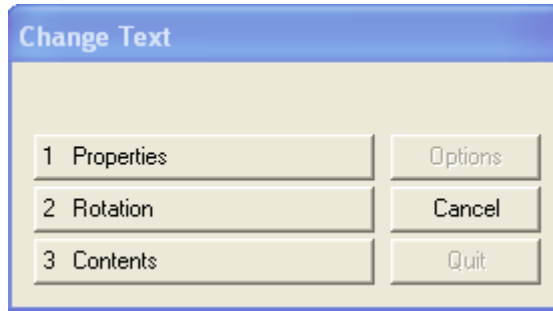 Change Text
1 Properties
Options
2 Rotation
Cancel
3 Contents
Quit